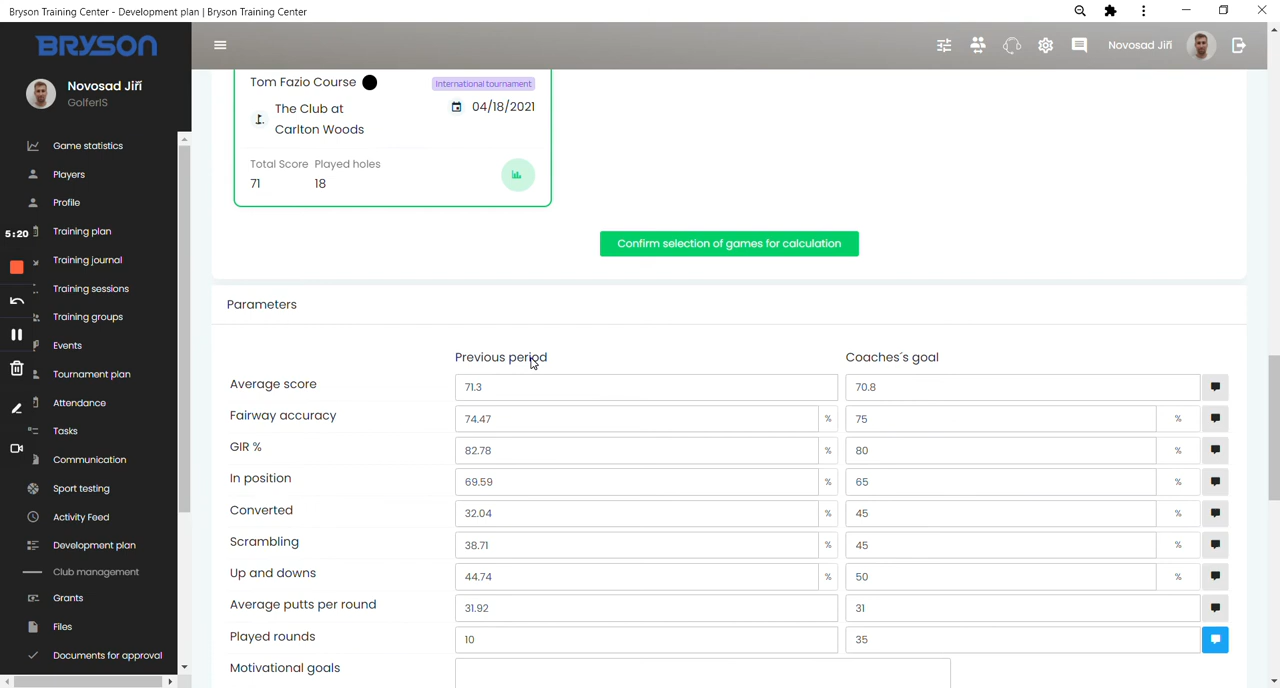 Bryson Training Center - Development plan | Bryson Training Center
BRYSON
Novosad Jiří
GolferIS
Game statistics
Players
Profile
Training plan
5:20
Training journal
Training sessions
Training groups
Events
Tournament plan
Attendance
Tasks
Communication
Sport testing
Activity Feed
Development plan
Club management
Grants
Files
Documents for approval
Novosad Jiří
Tom Fazio Course
International tournament
The Club at
Carlton Woods
04/18/2021
Total Score Played holes
71 18
Confirm selection of games for calculation
Parameters
Previous period Coaches´s goal
Average score 71.3 70.8
Fairway accuracy 74.47 % 75 %
GIR % 82.78 % 80 %
In position 69.59 % 65 %
Converted 32.04 % 45 %
Scrambling 38.71 % 45 %
Up and downs 44.74 % 50 %
Average putts per round 31.92 31
Played rounds 10 35
Motivational goals